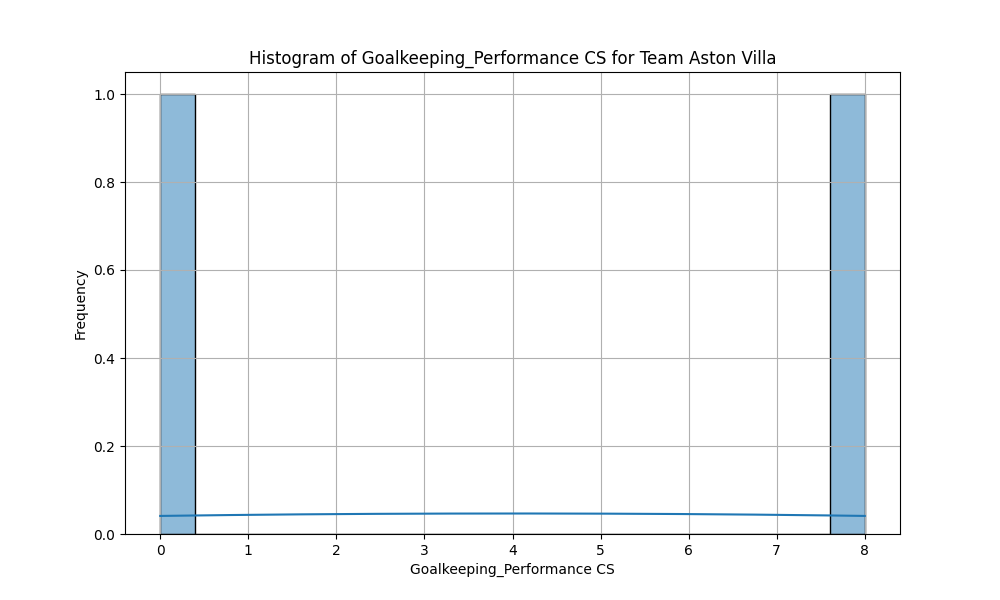 Histogram of Goalkeeping_Performance CS for Team Aston Villa
1.0
0.8
0.6
0.4
0.2
0.0
Frequency
0 1 2 3 4 5 6 7 8
Goalkeeping_Performance CS